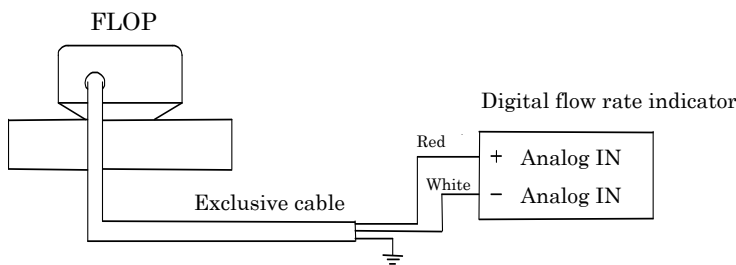 FLOP
Digital flow rate indicator
Red
+ Analog IN
White
− Analog IN
Exclusive cable